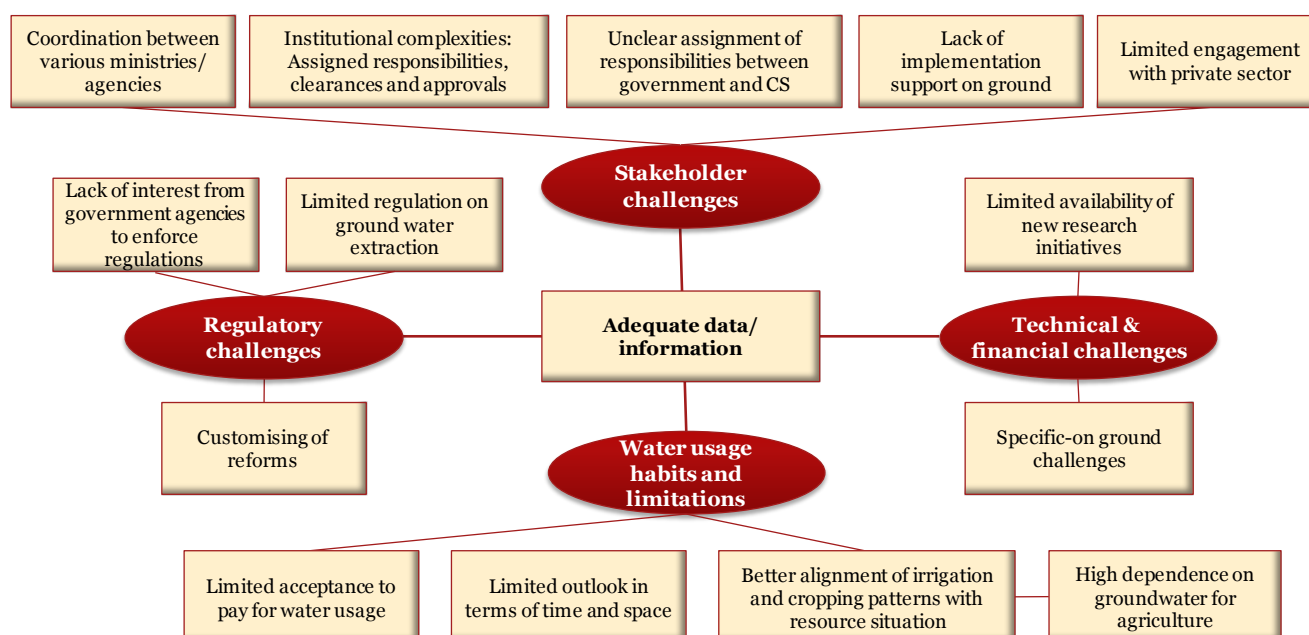 Coordination between
various ministries/
agencies
Institutional complexities:
Assigned responsibilities,
clearances and approvals
Unclear assignment of
responsibilities between
government and CS
Lack of
implementation
support on ground
Limited engagement
with private sector
Stakeholder
challenges
Lack of interest from
government agencies
to enforce
regulations
Limited regulation on
ground water
extraction
Limited availability of
new research
initiatives
Regulatory
challenges
Adequate data/
information
Technical &
financial challenges
Customising of
reforms
Water usage
habits and
limitations
Specific-on ground
challenges
Limited acceptance to
pay for water usage
Limited outlook in
terms of time and space
Better alignment of irrigation
and cropping patterns with
resource situation
High dependence on
groundwater for
agriculture